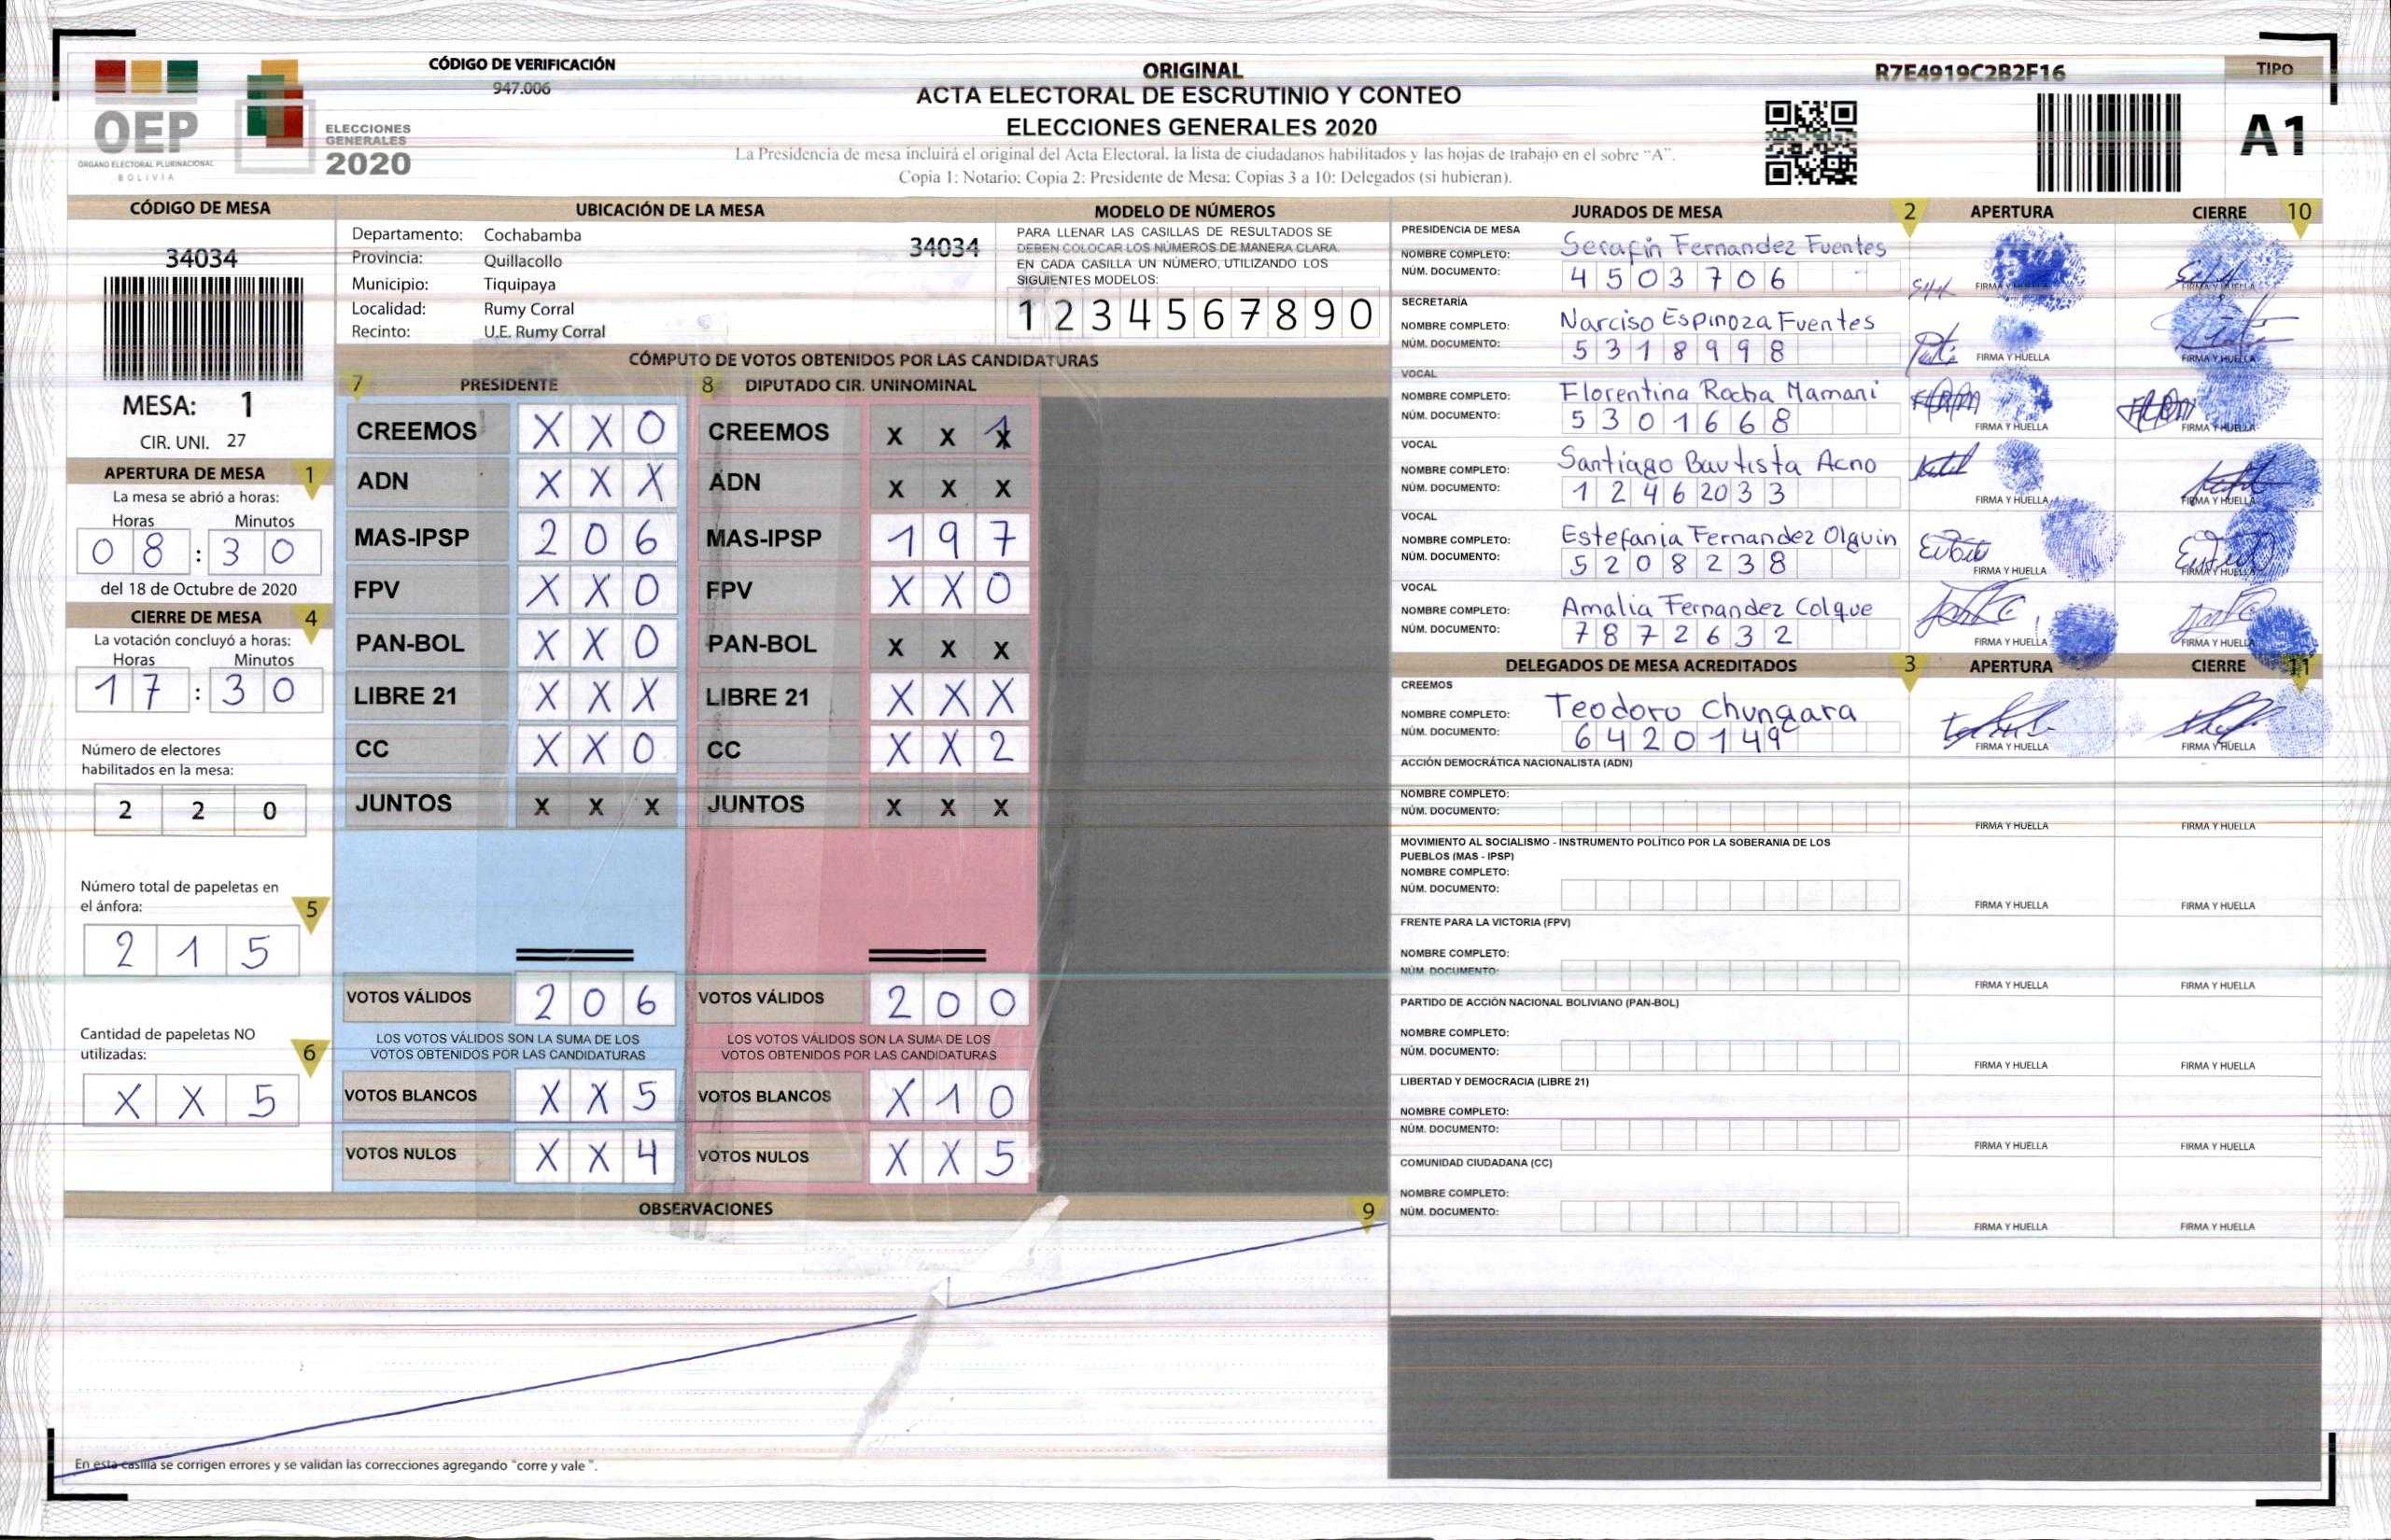 CÓDIGO DE VERIFICACIÓN
947.006
OEP
ÓRGANO ELECTORAL PLURINACIONAL
BOLIVIA
ELECCIONES
GENERALES
2020
ORIGINAL
ACTA ELECTORAL DE ESCRUTINIO Y CONTEO
ELECCIONES GENERALES 2020
La Presidencia de mesa incluirá el original del Acta Electoral, la lista de ciudadanos habilitados y las hojas de trabajo en el sobre "A".
Copia 1: Notario; Copia 2: Presidente de Mesa; Copias 3 a 10: Delegados (si hubieran).
R7E4919C2B2F16
TIPO
A1
CÓDIGO DE MESA
34034
MESA: 1
CIR. UNI. 27
APERTURA DE MESA 1
La mesa se abrió a horas:
Horas Minutos
0 8 : 3 0
del 18 de Octubre de 2020
CIERRE DE MESA 4
La votación concluyó a horas:
Horas Minutos
1 7 : 3 0
Número de electores
habilitados en la mesa:
2 2 0
Número total de papeletas en
el ánfora: 5
2 1 5
Cantidad de papeletas NO
utilizadas: 6
X X 5
UBICACIÓN DE LA MESA
Departamento: Cochabamba
34034
Provincia: Quillacollo
Municipio: Tiquipaya
Localidad: Rumy Corral
Recinto: U.E. Rumy Corral
MODELO DE NÚMEROS
PARA LLENAR LAS CASILLAS DE RESULTADOS SE
DEBEN COLOCAR LOS NÚMEROS DE MANERA CLARA
EN CADA CASILLA UN NÚMERO, UTILIZANDO LOS
SIGUIENTES MODELOS:
1 2 3 4 5 6 7 8 9 0
CÓMPUTO DE VOTOS OBTENIDOS POR LAS CANDIDATURAS
7 PRESIDENTE 8 DIPUTADO CIR. UNINOMINAL
CREEMOS X X 0 CREEMOS X X 1
ADN X X X ADN X X X
MAS-IPSP 2 0 6 MAS-IPSP 1 9 7
FPV X X 0 FPV X X 0
PAN-BOL X X 0 PAN-BOL X X X
LIBRE 21 X X X LIBRE 21 X X X
CC X X 0 CC X X 2
JUNTOS X X X JUNTOS X X X
VOTOS VÁLIDOS 2 0 6 VOTOS VÁLIDOS 2 0 0
LOS VOTOS VÁLIDOS SON LA SUMA DE LOS LOS VOTOS VÁLIDOS SON LA SUMA DE LOS
VOTOS OBTENIDOS POR LAS CANDIDATURAS VOTOS OBTENIDOS POR LAS CANDIDATURAS
VOTOS BLANCOS X X 5 VOTOS BLANCOS X 1 0
VOTOS NULOS X X 4 VOTOS NULOS X X 5
OBSERVACIONES 9
En esta casilla se corrigen errores y se validan las correcciones agregando "corre y vale ".
JURADOS DE MESA 2 APERTURA CIERRE 10
PRESIDENCIA DE MESA
NOMBRE COMPLETO: Serafin Fernandez Fuentes
NÚM. DOCUMENTO: 4 5 0 3 7 0 6
FIRMA Y HUELLA FIRMA Y HUELLA
SECRETARÍA
NOMBRE COMPLETO: Narciso Espinoza Fuentes
NÚM. DOCUMENTO: 5 3 1 8 9 9 8
FIRMA Y HUELLA FIRMA Y HUELLA
VOCAL
NOMBRE COMPLETO: Florentina Rocha Mamani
NÚM. DOCUMENTO: 5 3 0 1 6 6 8
FIRMA Y HUELLA FIRMA Y HUELLA
VOCAL
NOMBRE COMPLETO: Santiago Bautista Acno
NÚM. DOCUMENTO: 1 2 4 6 2 0 3 3
FIRMA Y HUELLA FIRMA Y HUELLA
VOCAL
NOMBRE COMPLETO: Estefania Fernandez Olguin
NÚM. DOCUMENTO: 5 2 0 8 2 3 8
FIRMA Y HUELLA FIRMA Y HUELLA
VOCAL
NOMBRE COMPLETO: Amalia Fernandez Colque
NÚM. DOCUMENTO: 7 8 7 2 6 3 2
FIRMA Y HUELLA FIRMA Y HUELLA
DELEGADOS DE MESA ACREDITADOS 3 APERTURA CIERRE 11
CREEMOS
NOMBRE COMPLETO: Teodoro Chungara
NÚM. DOCUMENTO: 6 4 2 0 1 4 9
FIRMA Y HUELLA FIRMA Y HUELLA
ACCIÓN DEMOCRÁTICA NACIONALISTA (ADN)
NOMBRE COMPLETO:
NÚM. DOCUMENTO:
FIRMA Y HUELLA FIRMA Y HUELLA
MOVIMIENTO AL SOCIALISMO - INSTRUMENTO POLÍTICO POR LA SOBERANIA DE LOS
PUEBLOS (MAS - IPSP)
NOMBRE COMPLETO:
NÚM. DOCUMENTO:
FIRMA Y HUELLA FIRMA Y HUELLA
FRENTE PARA LA VICTORIA (FPV)
NOMBRE COMPLETO:
NÚM. DOCUMENTO:
FIRMA Y HUELLA FIRMA Y HUELLA
PARTIDO DE ACCIÓN NACIONAL BOLIVIANO (PAN-BOL)
NOMBRE COMPLETO:
NÚM. DOCUMENTO:
FIRMA Y HUELLA FIRMA Y HUELLA
LIBERTAD Y DEMOCRACIA (LIBRE 21)
NOMBRE COMPLETO:
NÚM. DOCUMENTO:
FIRMA Y HUELLA FIRMA Y HUELLA
COMUNIDAD CIUDADANA (CC)
NOMBRE COMPLETO:
NÚM. DOCUMENTO:
FIRMA Y HUELLA FIRMA Y HUELLA